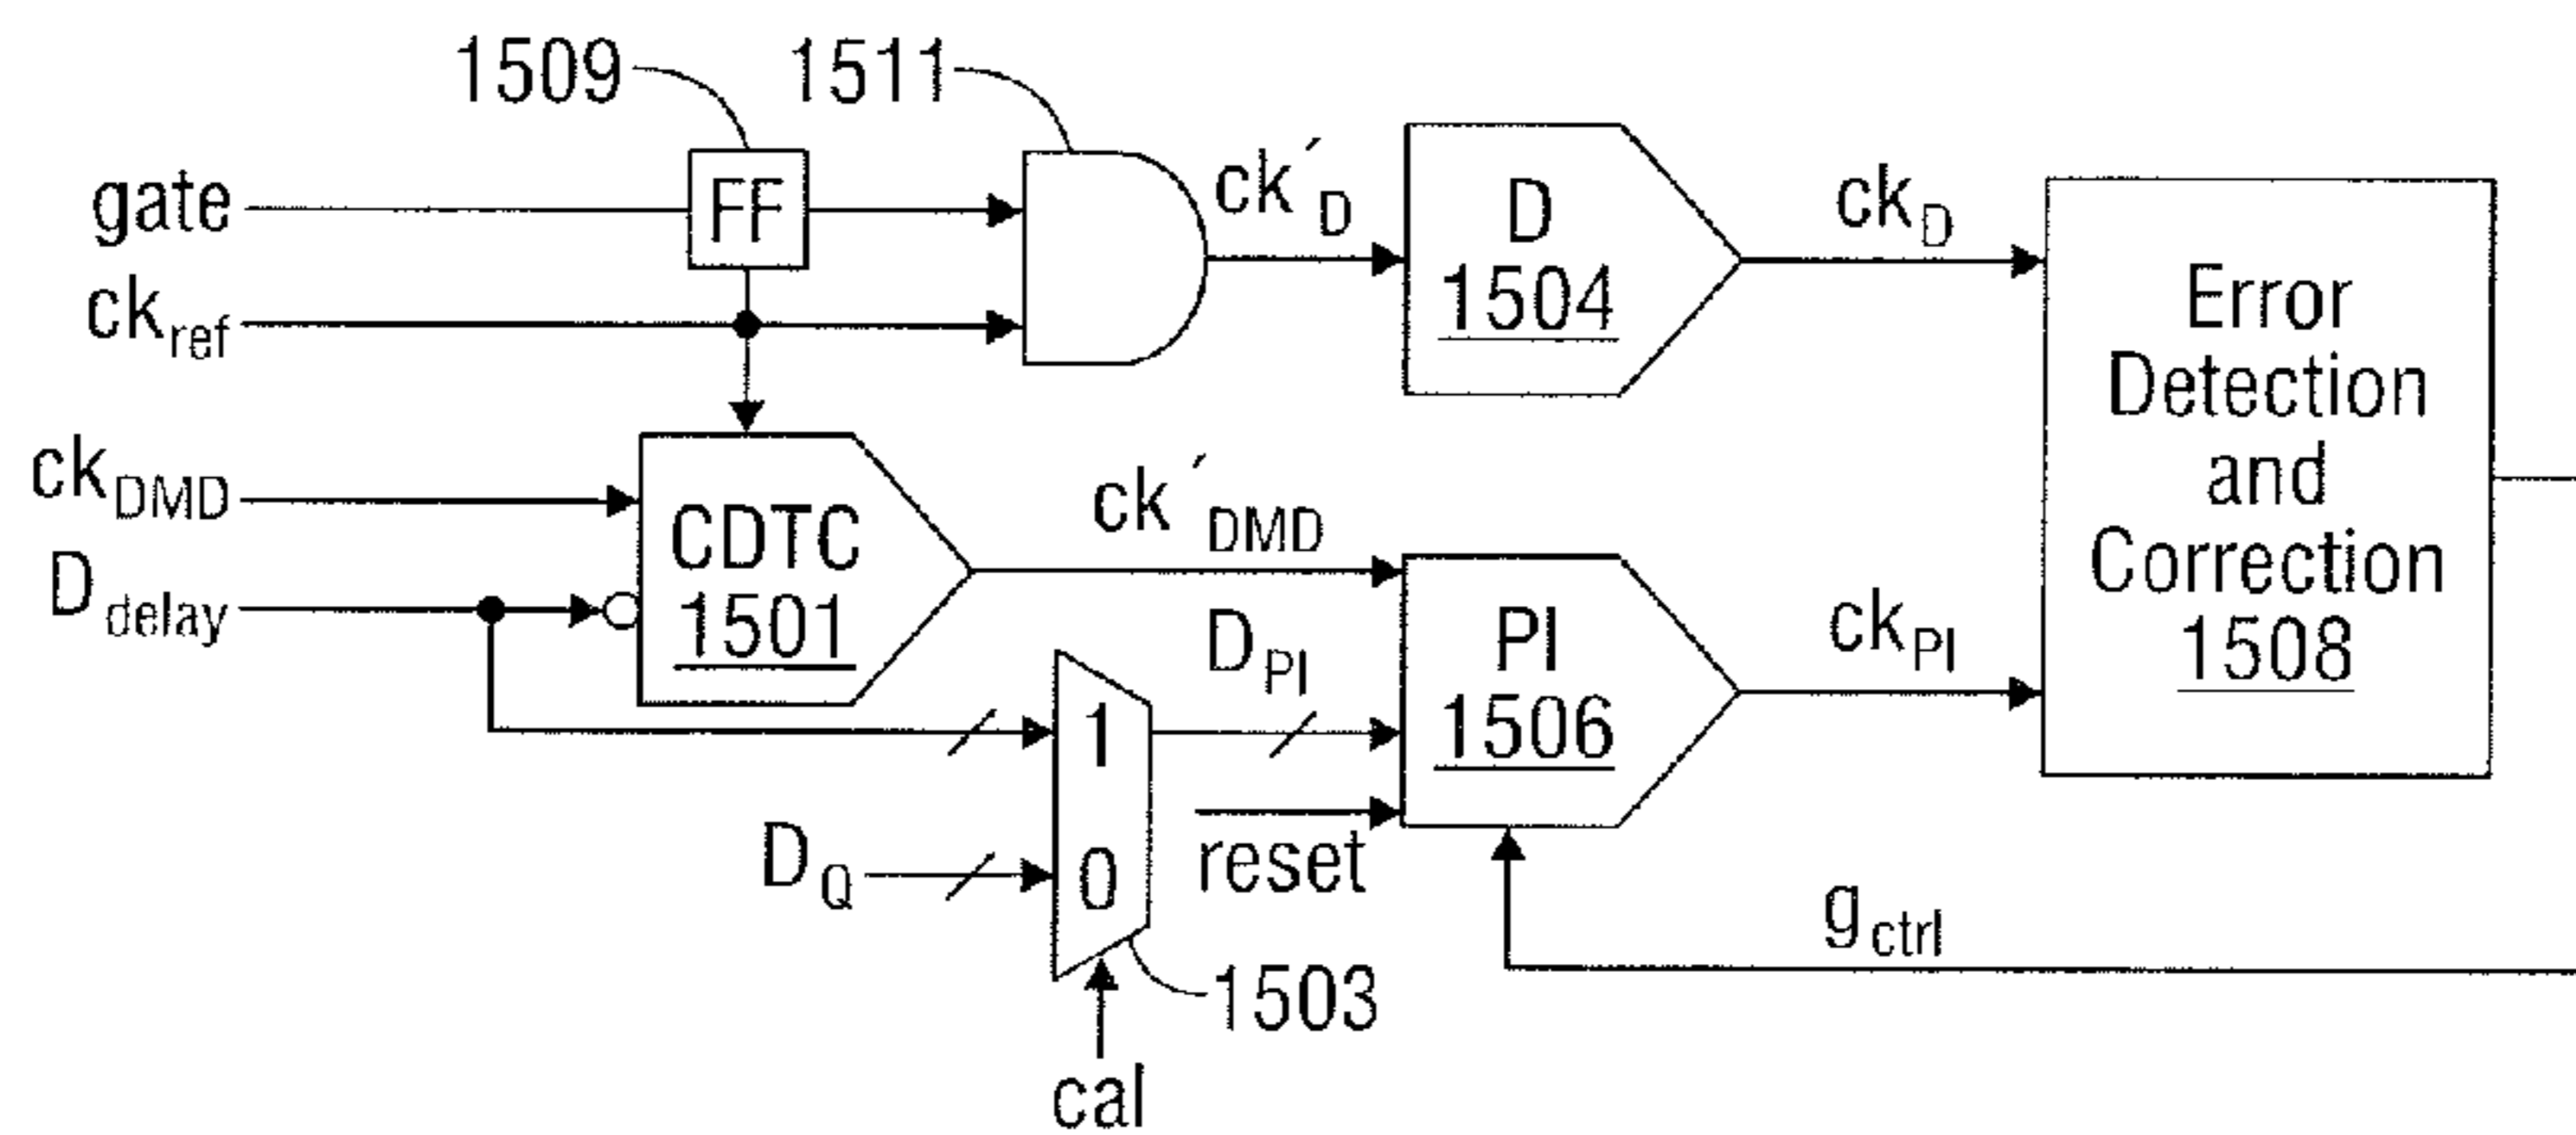 1509
1511
gate
FF
ck′D
D
1504
ckD
ckref
Error
Detection
and
Correction
1508
ckDMD
CDTC
1501
ck′DMD
Ddelay
DPI
PI
1506
ckPI
1
0
DQ
reset
gctrl
1503
cal